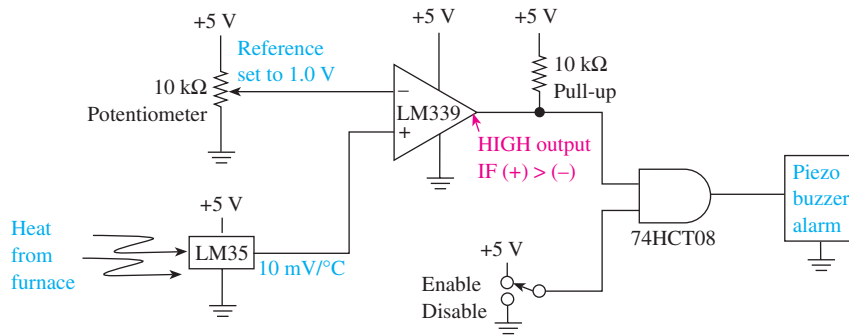 +5 V
+5 V
+5 V
Reference
set to 1.0 V
10 kΩ
Potentiometer
10 kΩ
Pull-up
−
LM339
+
HIGH output
IF (+) > (−)
Piezo
buzzer
alarm
74HCT08
+5 V
Heat
from
furnace
LM35
10 mV/°C
+5 V
Enable
Disable